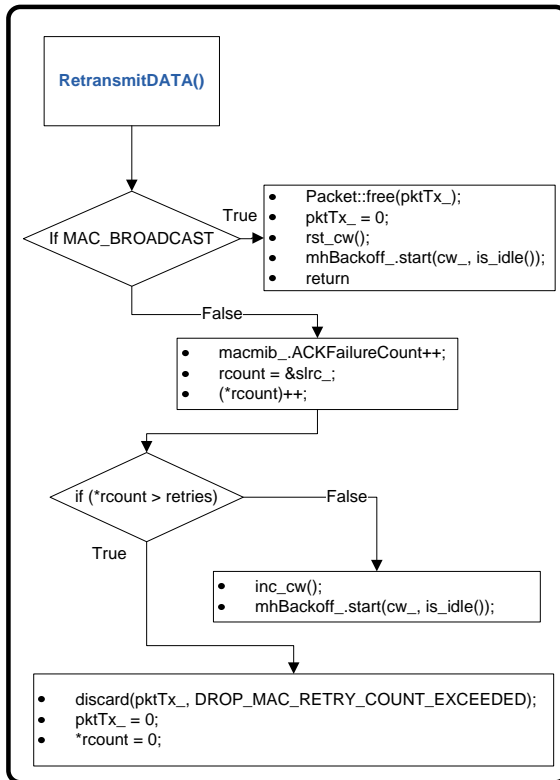 RetransmitDATA()
If MAC_BROADCAST
True
• Packet::free(pktTx_);
• pktTx_ = 0;
• rst_cw();
• mhBackoff_.start(cw_, is_idle());
• return
False
• macmib_.ACKFailureCount++;
• rcount = &slrc_;
• (*rcount)++;
if (*rcount > retries)
False
True
• inc_cw();
• mhBackoff_.start(cw_, is_idle());
• discard(pktTx_, DROP_MAC_RETRY_COUNT_EXCEEDED);
• pktTx_ = 0;
• *rcount = 0;